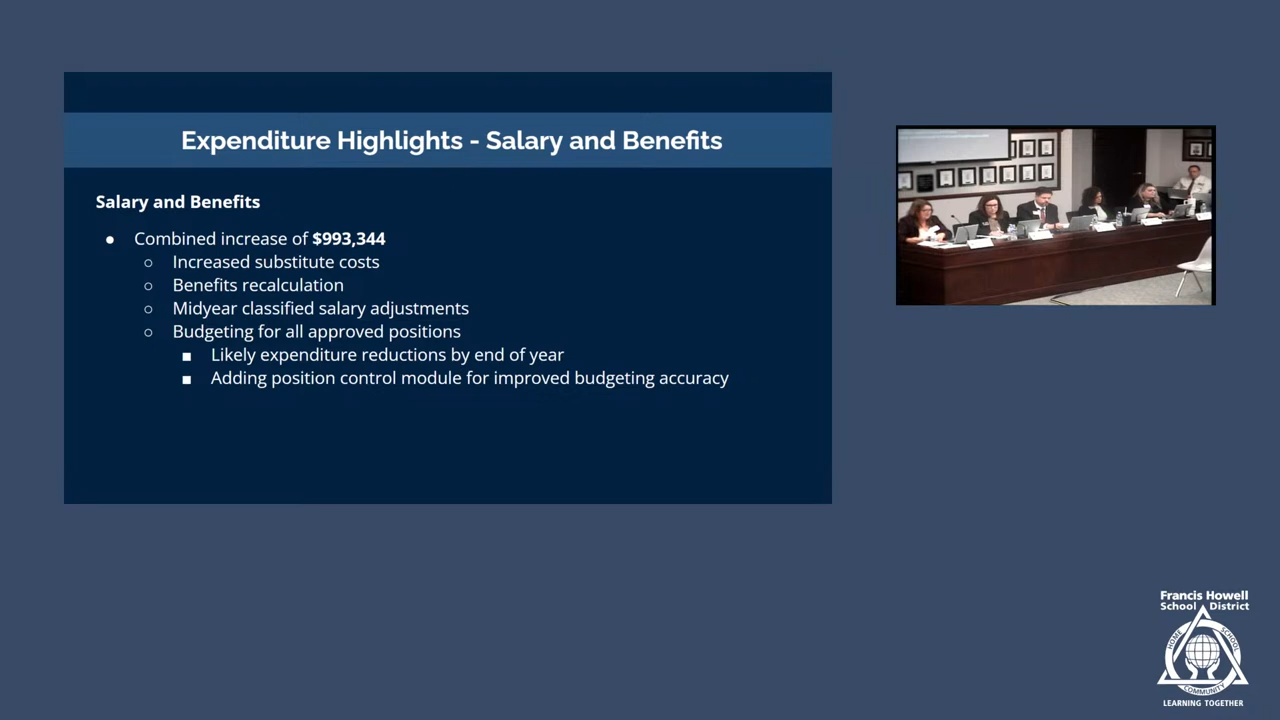 Expenditure Highlights - Salary and Benefits
Salary and Benefits
● Combined increase of $993,344
○ Increased substitute costs
○ Benefits recalculation
○ Midyear classified salary adjustments
○ Budgeting for all approved positions
■ Likely expenditure reductions by end of year
■ Adding position control module for improved budgeting accuracy
Francis Howell
School District
HOME
SCHOOL
COMMUNITY
LEARNING TOGETHER